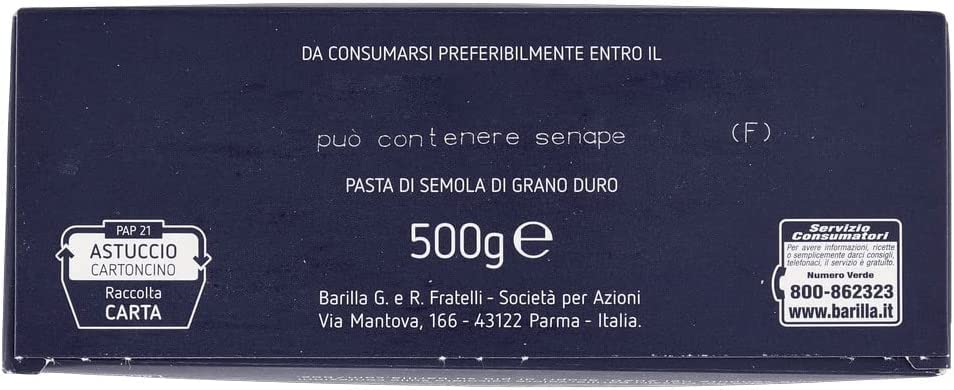 DA CONSUMARSI PREFERIBILMENTE ENTRO IL
può contenere senape (F)
PASTA DI SEMOLA DI GRANO DURO
500g ℮
Barilla G. e R. Fratelli - Società per Azioni
Via Mantova, 166 - 43122 Parma - Italia.
PAP 21
ASTUCCIO
CARTONCINO
Raccolta
CARTA
Servizio
Consumatori
Per avere informazioni, ricette
o semplicemente darci consigli,
telefonaci, il servizio è gratuito.
Numero Verde
800-862323
www.barilla.it